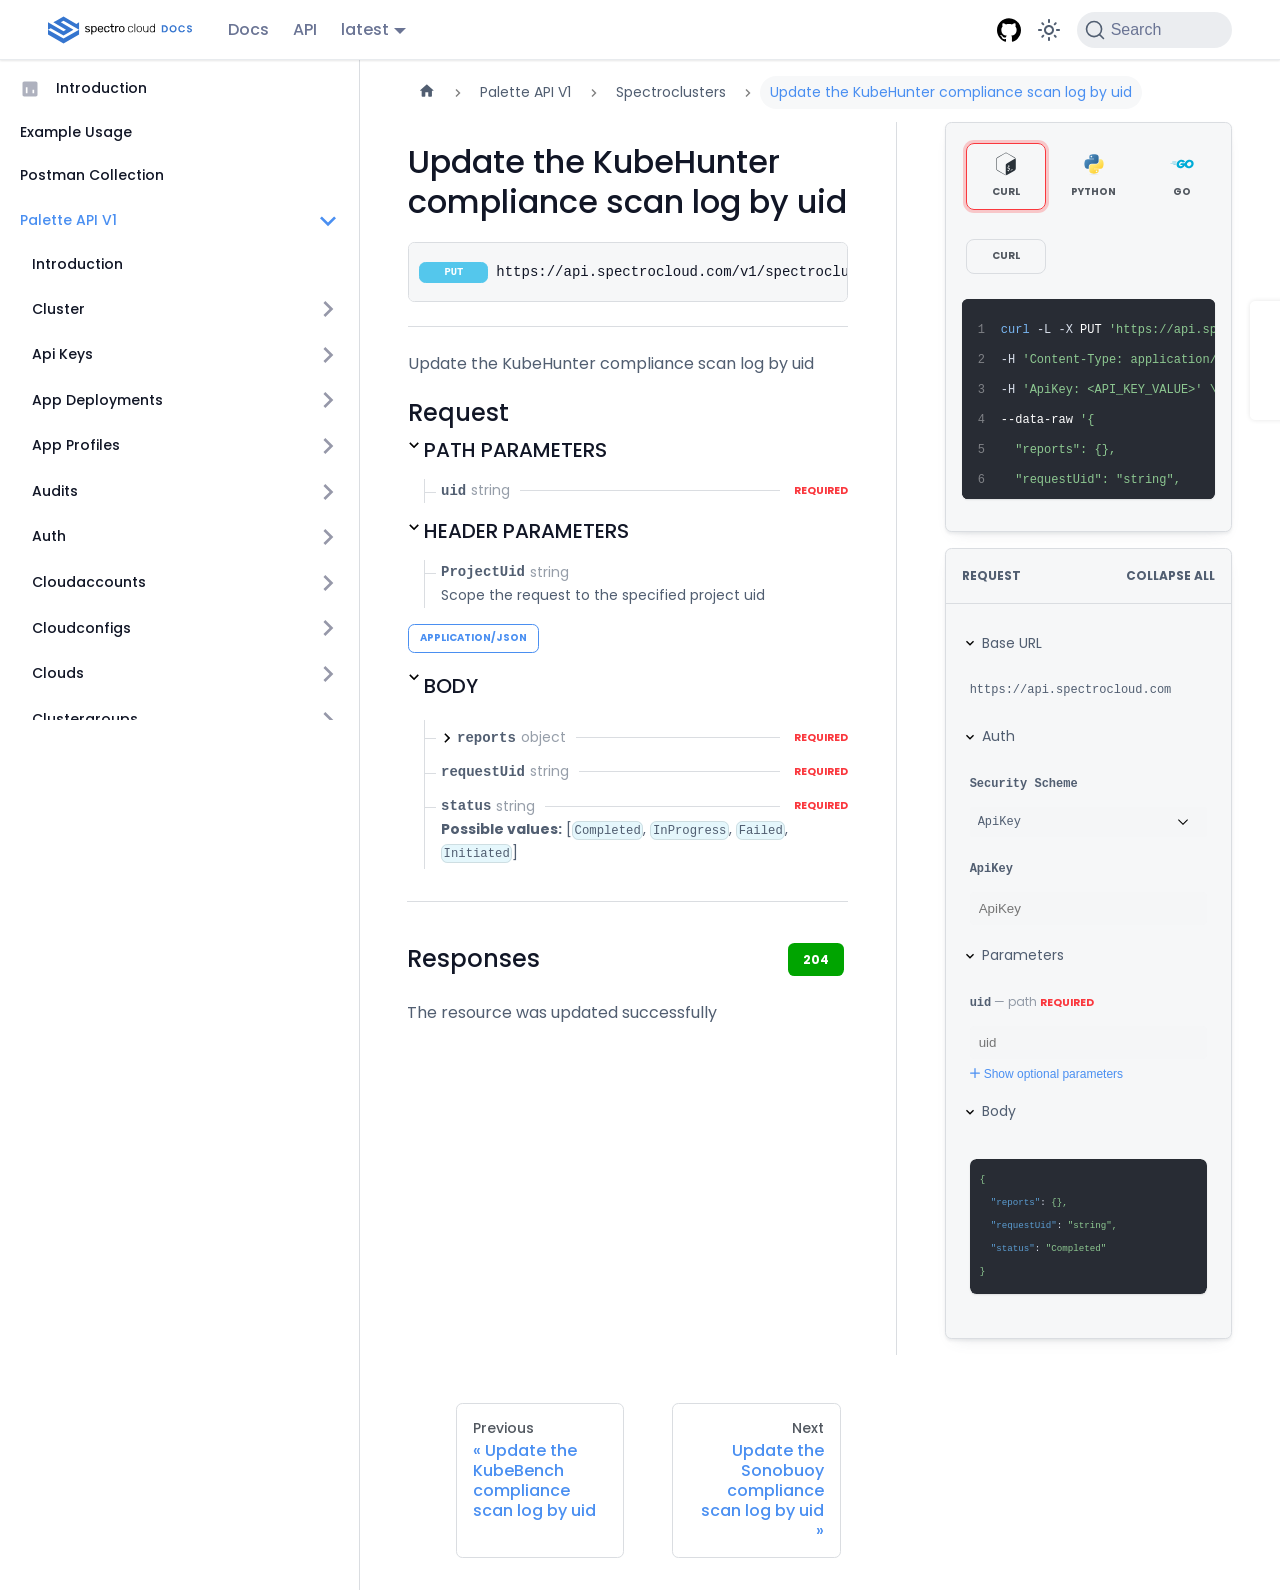 spectro cloud DOCS
Docs
API
latest
Search
Introduction
Example Usage
Postman Collection
Palette API V1
Introduction
Cluster
Api Keys
App Deployments
App Profiles
Audits
Auth
Cloudaccounts
Cloudconfigs
Clouds
Clustergroups
Palette API V1
Spectroclusters
Update the KubeHunter compliance scan log by uid
Update the KubeHunter
compliance scan log by uid
PUT https://api.spectrocloud.com/v1/spectroclu
Update the KubeHunter compliance scan log by uid
Request
PATH PARAMETERS
uid string REQUIRED
HEADER PARAMETERS
ProjectUid string
Scope the request to the specified project uid
APPLICATION/JSON
BODY
reports object REQUIRED
requestUid string REQUIRED
status string REQUIRED
Possible values: [Completed, InProgress, Failed,
Initiated]
Responses
204
The resource was updated successfully
CURL
PYTHON
GO
CURL
1 curl -L -X PUT 'https://api.sp
2 -H 'Content-Type: application/
3 -H 'ApiKey: <API_KEY_VALUE>' \
4 --data-raw '{
5 "reports": {},
6 "requestUid": "string",
REQUEST
COLLAPSE ALL
Base URL
https://api.spectrocloud.com
Auth
Security Scheme
ApiKey
ApiKey
ApiKey
Parameters
uid — path REQUIRED
uid
Show optional parameters
Body
{
"reports": {},
"requestUid": "string",
"status": "Completed"
}
Previous
« Update the
KubeBench
compliance
scan log by uid
Next
Update the
Sonobuoy
compliance
scan log by uid
»